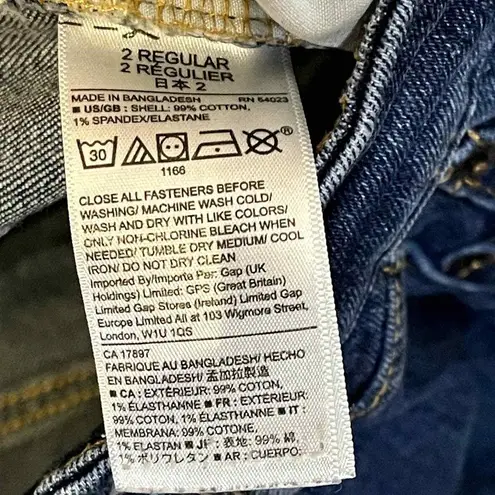 2 REGULAR
2 RÉGULIER
日本 2
MADE IN BANGLADESH RN 54023
■ US/GB : SHELL: 99% COTTON,
1% SPANDEX/ELASTANE
30 ®
1166
CLOSE ALL FASTENERS BEFORE
WASHING/ MACHINE WASH COLD/
WASH AND DRY WITH LIKE COLORS/
ONLY NON-CHLORINE BLEACH WHEN
NEEDED/ TUMBLE DRY MEDIUM/ COOL
IRON/ DO NOT DRY CLEAN
Imported By/Importe Par: Gap (UK
Holdings) Limited: GPS (Great Britain)
Limited Gap Stores (Ireland) Limited Gap
Europe Limited All at 103 Wigmore Street,
London, W1U 1QS
CA 17897
FABRIQUE AU BANGLADESH/ HECHO
EN BANGLADESH/ 孟加拉製造
■ CA : EXTÉRIEUR: 99% COTON,
1% ÉLASTHANNE ■ FR : EXTÉRIEUR:
99% COTON, 1% ÉLASTHANNE ■ IT :
MEMBRANA: 99% COTONE, 1%
ELASTAN ■ JP : 表地: 99% 綿,
1% ポリウレタン ■ AR : CUERPO: